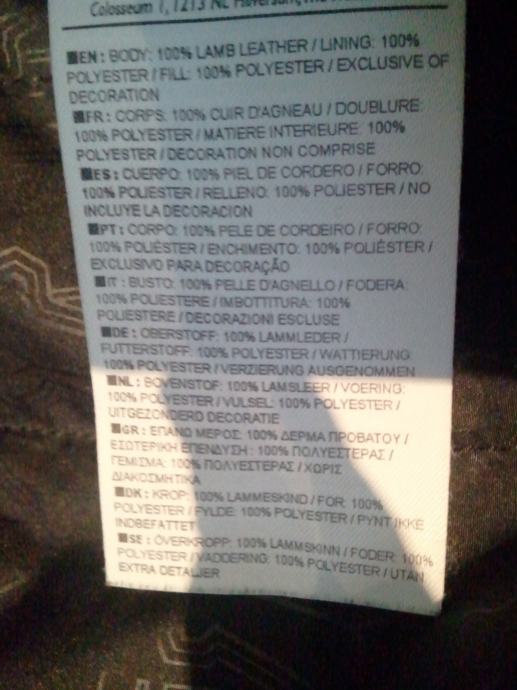 Colosseum 1, 1213 NL
■EN: BODY: 100% LAMB LEATHER / LINING: 100%
POLYESTER / FILL: 100% POLYESTER / EXCLUSIVE OF
DECORATION
■FR: CORPS: 100% CUIR D'AGNEAU / DOUBLURE:
100% POLYESTER / MATIERE INTERIEURE: 100%
POLYESTER / DECORATION NON COMPRISE
■ES: CUERPO: 100% PIEL DE CORDERO / FORRO:
100% POLIESTER / RELLENO: 100% POLIESTER / NO
INCLUYE LA DECORACION
■PT: CORPO: 100% PELE DE CORDEIRO / FORRO:
100% POLIÉSTER / ENCHIMENTO: 100% POLIÉSTER /
EXCLUSIVO PARA DECORAÇÃO
■IT: BUSTO: 100% PELLE D'AGNELLO / FODERA:
100% POLIESTERE / IMBOTTITURA: 100%
POLIESTERE / DECORAZIONI ESCLUSE
■DE: OBERSTOFF: 100% LAMMLEDER /
FUTTERSTOFF: 100% POLYESTER / WATTIERUNG:
100% POLYESTER / VERZIERUNG AUSGENOMMEN
■NL: BOVENSTOF: 100% LAMSLEER / VOERING:
100% POLYESTER / VULSEL: 100% POLYESTER /
UITGEZONDERD DECORATIE
■GR: ΕΠΑΝΩ ΜΕΡΟΣ: 100% ΔΕΡΜΑ ΠΡΟΒΑΤΟΥ /
ΕΣΩΤΕΡΙΚΗ ΕΠΕΝΔΥΣΗ: 100% ΠΟΛΥΕΣΤΕΡΑΣ /
ΓΕΜΙΣΜΑ: 100% ΠΟΛΥΕΣΤΕΡΑΣ / ΧΩΡΙΣ
ΔΙΑΚΟΣΜΗΤΙΚΑ
■DK: KROP: 100% LAMMESKIND / FOR: 100%
POLYESTER / FYLDE: 100% POLYESTER / PYNT IKKE
INDBEFATTET
■SE: ÖVERKROPP: 100% LAMMSKINN / FODER: 100%
POLYESTER / VADDERING: 100% POLYESTER / UTAN
EXTRA DETALJER